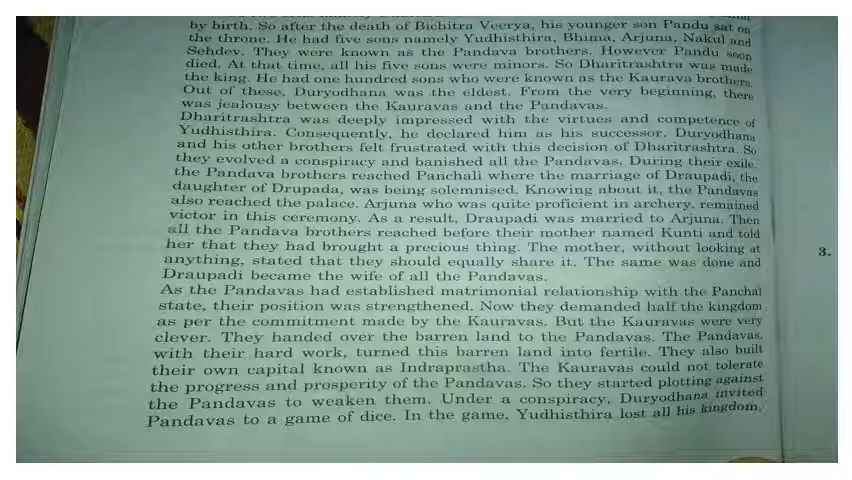 by birth. So after the death of Bichitra Veerya, his younger son Pandu sat on
the throne. He had five sons namely Yudhisthira, Bhima, Arjuna, Nakul and
Sehdev. They were known as the Pandava brothers. However Pandu soon
died. At that time, all his five sons were minors. So Dharitrashtra was made
the king. He had one hundred sons who were known as the Kaurava brothers.
Out of these, Duryodhana was the eldest. From the very beginning, there
was jealousy between the Kauravas and the Pandavas.
Dharitrashtra was deeply impressed with the virtues and competence of
Yudhisthira. Consequently, he declared him as his successor. Duryodhana
and his other brothers felt frustrated with this decision of Dharitrashtra. So
they evolved a conspiracy and banished all the Pandavas. During their exile,
the Pandava brothers reached Panchali where the marriage of Draupadi, the
daughter of Drupada, was being solemnised. Knowing about it, the Pandavas
also reached the palace. Arjuna who was quite proficient in archery, remained
victor in this ceremony. As a result, Draupadi was married to Arjuna. Then
all the Pandava brothers reached before their mother named Kunti and told
her that they had brought a precious thing. The mother, without looking at
anything, stated that they should equally share it. The same was done and
Draupadi became the wife of all the Pandavas.
As the Pandavas had established matrimonial relationship with the Panchal
state, their position was strengthened. Now they demanded half the kingdom
as per the commitment made by the Kauravas. But the Kauravas were very
clever. They handed over the barren land to the Pandavas. The Pandavas,
with their hard work, turned this barren land into fertile. They also built
their own capital known as Indraprastha. The Kauravas could not tolerate
the progress and prosperity of the Pandavas. So they started plotting against
the Pandavas to weaken them. Under a conspiracy, Duryodhana invited
Pandavas to a game of dice. In the game, Yudhisthira lost all his kingdom,
3.